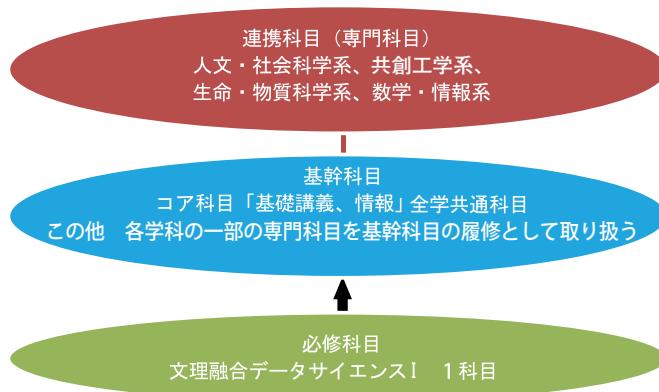 連携科目（専門科目）
人文・社会科学系、共創工学系、
生命・物質科学系、数学・情報系
基幹科目
コア科目「基礎講義、情報」全学共通科目
この他　各学科の一部の専門科目を基幹科目の履修として取り扱う
必修科目
文理融合データサイエンスⅠ　１科目